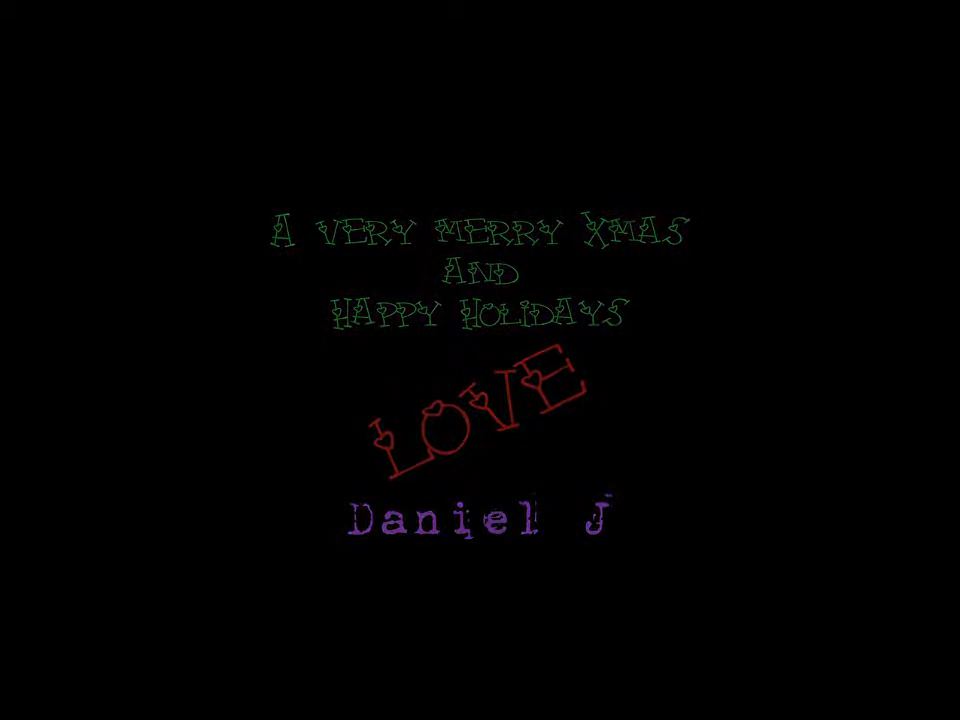 A VERY MERRY XMAS
AND
HAPPY HOLIDAYS
LOVE
Daniel J